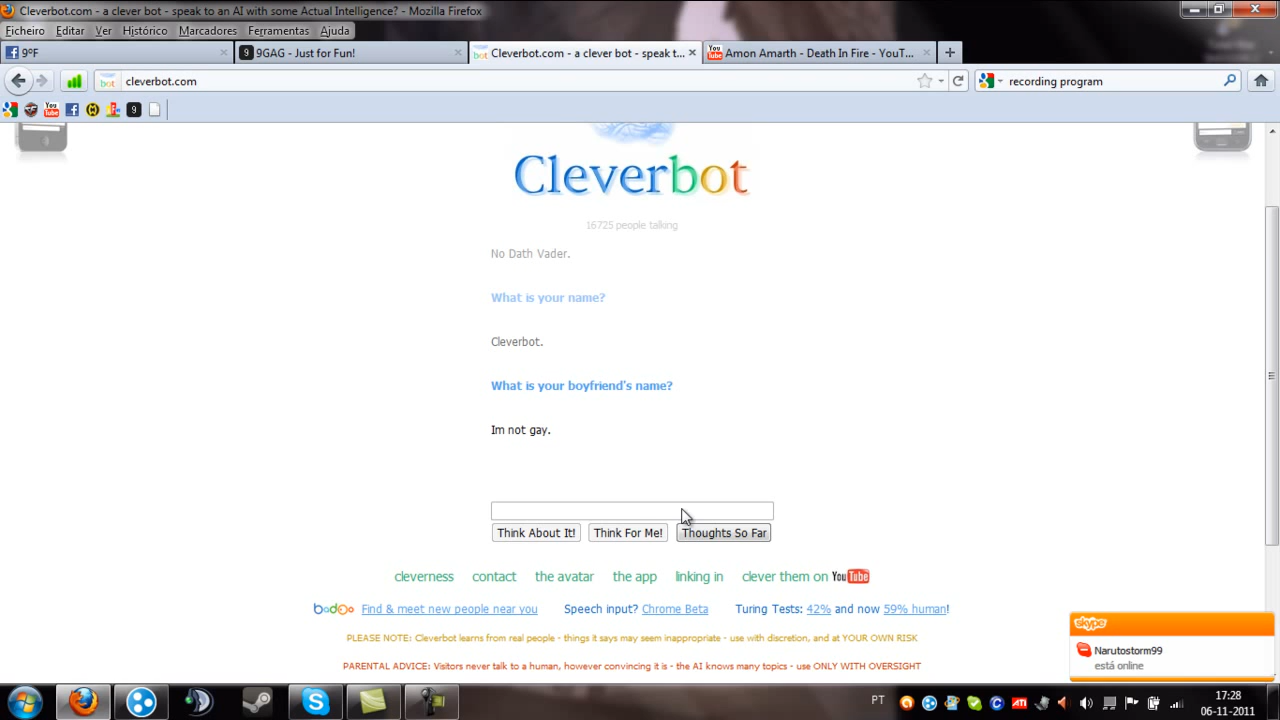 Cleverbot.com - a clever bot - speak to an AI with some Actual Intelligence? - Mozilla Firefox
Ficheiro Editar Ver Histórico Marcadores Ferramentas Ajuda
9ºF
9GAG - Just for Fun!
Cleverbot.com - a clever bot - speak t...
Amon Amarth - Death In Fire - YouT...
cleverbot.com
recording program
Cleverbot
16725 people talking
No Dath Vader.
What is your name?
Cleverbot.
What is your boyfriend's name?
Im not gay.
Think About It! Think For Me! Thoughts So Far
cleverness contact the avatar the app linking in clever them on YouTube
badoo Find & meet new people near you Speech input? Chrome Beta Turing Tests: 42% and now 59% human!
PLEASE NOTE: Cleverbot learns from real people - things it says may seem inappropriate - use with discretion, and at YOUR OWN RISK
PARENTAL ADVICE: Visitors never talk to a human, however convincing it is - the AI knows many topics - use ONLY WITH OVERSIGHT
skype
Narutostorm99
está online
PT
17:28
06-11-2011